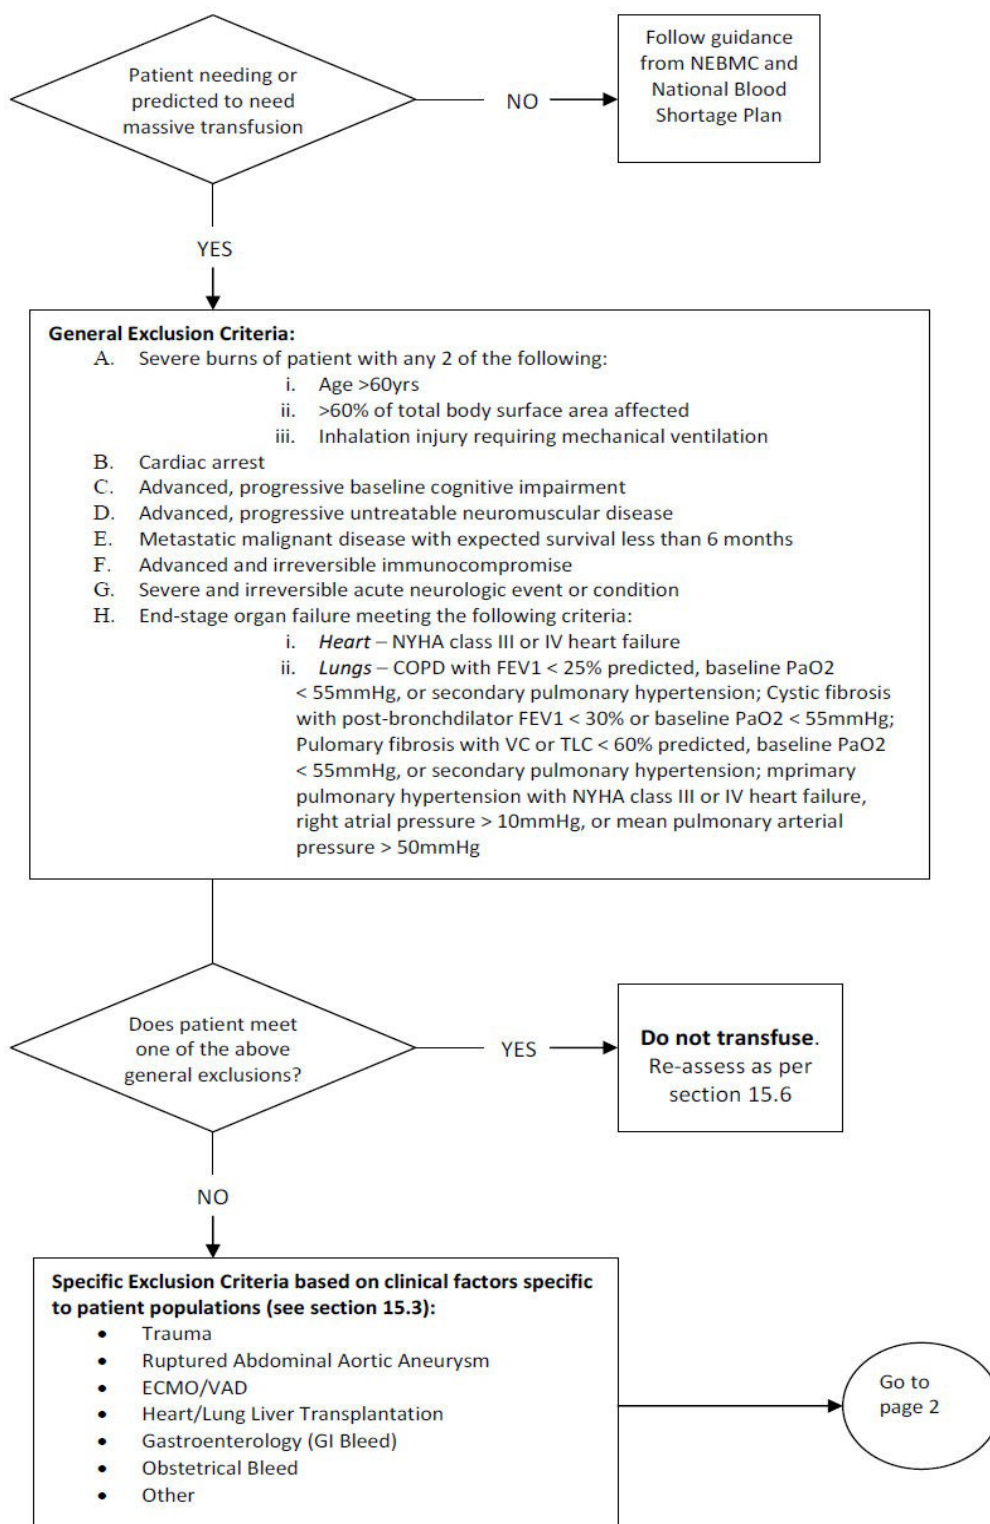 Patient needing or
predicted to need
massive transfusion
NO
Follow guidance
from NEBMC and
National Blood
Shortage Plan
YES
General Exclusion Criteria:
A. Severe burns of patient with any 2 of the following:
i. Age >60yrs
ii. >60% of total body surface area affected
iii. Inhalation injury requiring mechanical ventilation
B. Cardiac arrest
C. Advanced, progressive baseline cognitive impairment
D. Advanced, progressive untreatable neuromuscular disease
E. Metastatic malignant disease with expected survival less than 6 months
F. Advanced and irreversible immunocompromise
G. Severe and irreversible acute neurologic event or condition
H. End-stage organ failure meeting the following criteria:
i. Heart – NYHA class III or IV heart failure
ii. Lungs – COPD with FEV1 < 25% predicted, baseline PaO2
< 55mmHg, or secondary pulmonary hypertension; Cystic fibrosis
with post-bronchdilator FEV1 < 30% or baseline PaO2 < 55mmHg;
Pulomary fibrosis with VC or TLC < 60% predicted, baseline PaO2
< 55mmHg, or secondary pulmonary hypertension; mprimary
pulmonary hypertension with NYHA class III or IV heart failure,
right atrial pressure > 10mmHg, or mean pulmonary arterial
pressure > 50mmHg
Does patient meet
one of the above
general exclusions?
YES
Do not transfuse.
Re-assess as per
section 15.6
NO
Specific Exclusion Criteria based on clinical factors specific
to patient populations (see section 15.3):
• Trauma
• Ruptured Abdominal Aortic Aneurysm
• ECMO/VAD
• Heart/Lung Liver Transplantation
• Gastroenterology (GI Bleed)
• Obstetrical Bleed
• Other
Go to
page 2